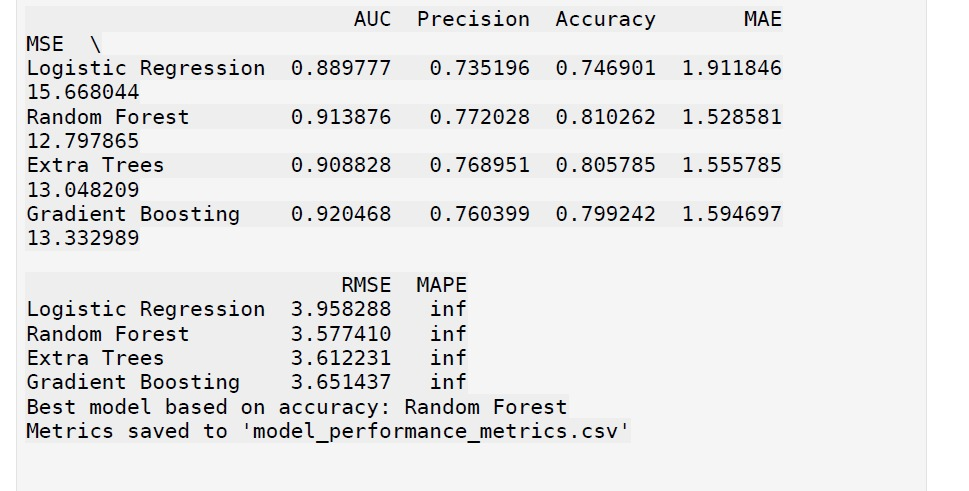 AUC  Precision  Accuracy       MAE
MSE  \
Logistic Regression  0.889777   0.735196  0.746901  1.911846
15.668044
Random Forest        0.913876   0.772028  0.810262  1.528581
12.797865
Extra Trees          0.908828   0.768951  0.805785  1.555785
13.048209
Gradient Boosting    0.920468   0.760399  0.799242  1.594697
13.332989
RMSE  MAPE
Logistic Regression  3.958288   inf
Random Forest        3.577410   inf
Extra Trees          3.612231   inf
Gradient Boosting    3.651437   inf
Best model based on accuracy: Random Forest
Metrics saved to 'model_performance_metrics.csv'